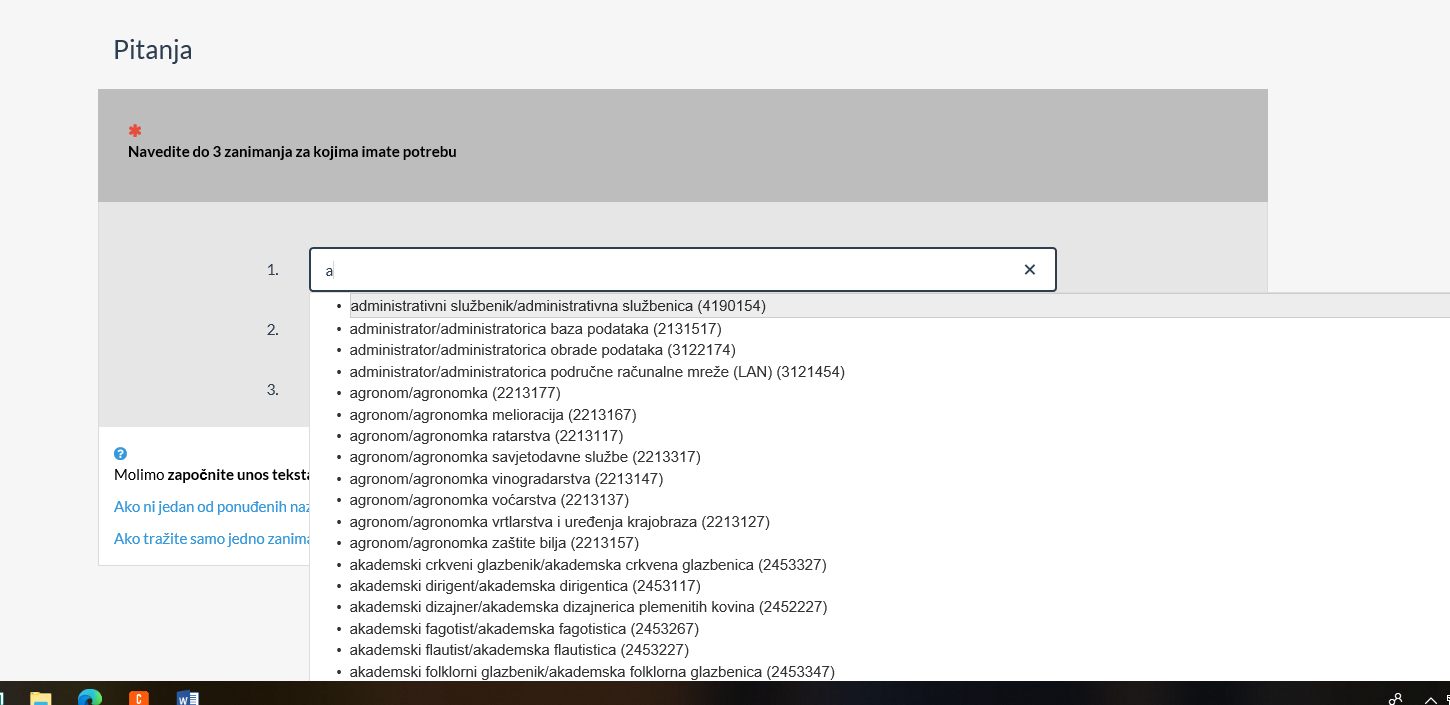 Pitanja
✱
Navedite do 3 zanimanja za kojima imate potrebu
1.
a
×
• administrativni službenik/administrativna službenica (4190154)
• administrator/administratorica baza podataka (2131517)
2.
• administrator/administratorica obrade podataka (3122174)
• administrator/administratorica područne računalne mreže (LAN) (3121454)
3.
• agronom/agronomka (2213177)
• agronom/agronomka melioracija (2213167)
• agronom/agronomka ratarstva (2213117)
• agronom/agronomka savjetodavne službe (2213317)
• agronom/agronomka vinogradarstva (2213147)
• agronom/agronomka voćarstva (2213137)
• agronom/agronomka vrtlarstva i uređenja krajobraza (2213127)
• agronom/agronomka zaštite bilja (2213157)
• akademski crkveni glazbenik/akademska crkvena glazbenica (2453327)
• akademski dirigent/akademska dirigentica (2453117)
• akademski dizajner/akademska dizajnerica plemenitih kovina (2452227)
• akademski fagotist/akademska fagotistica (2453267)
• akademski flautist/akademska flautistica (2453227)
• akademski folklorni glazbenik/akademska folklorna glazbenica (2453347)
?
Molimo započnite unos teksta
Ako ni jedan od ponuđenih naz
Ako tražite samo jedno zanima